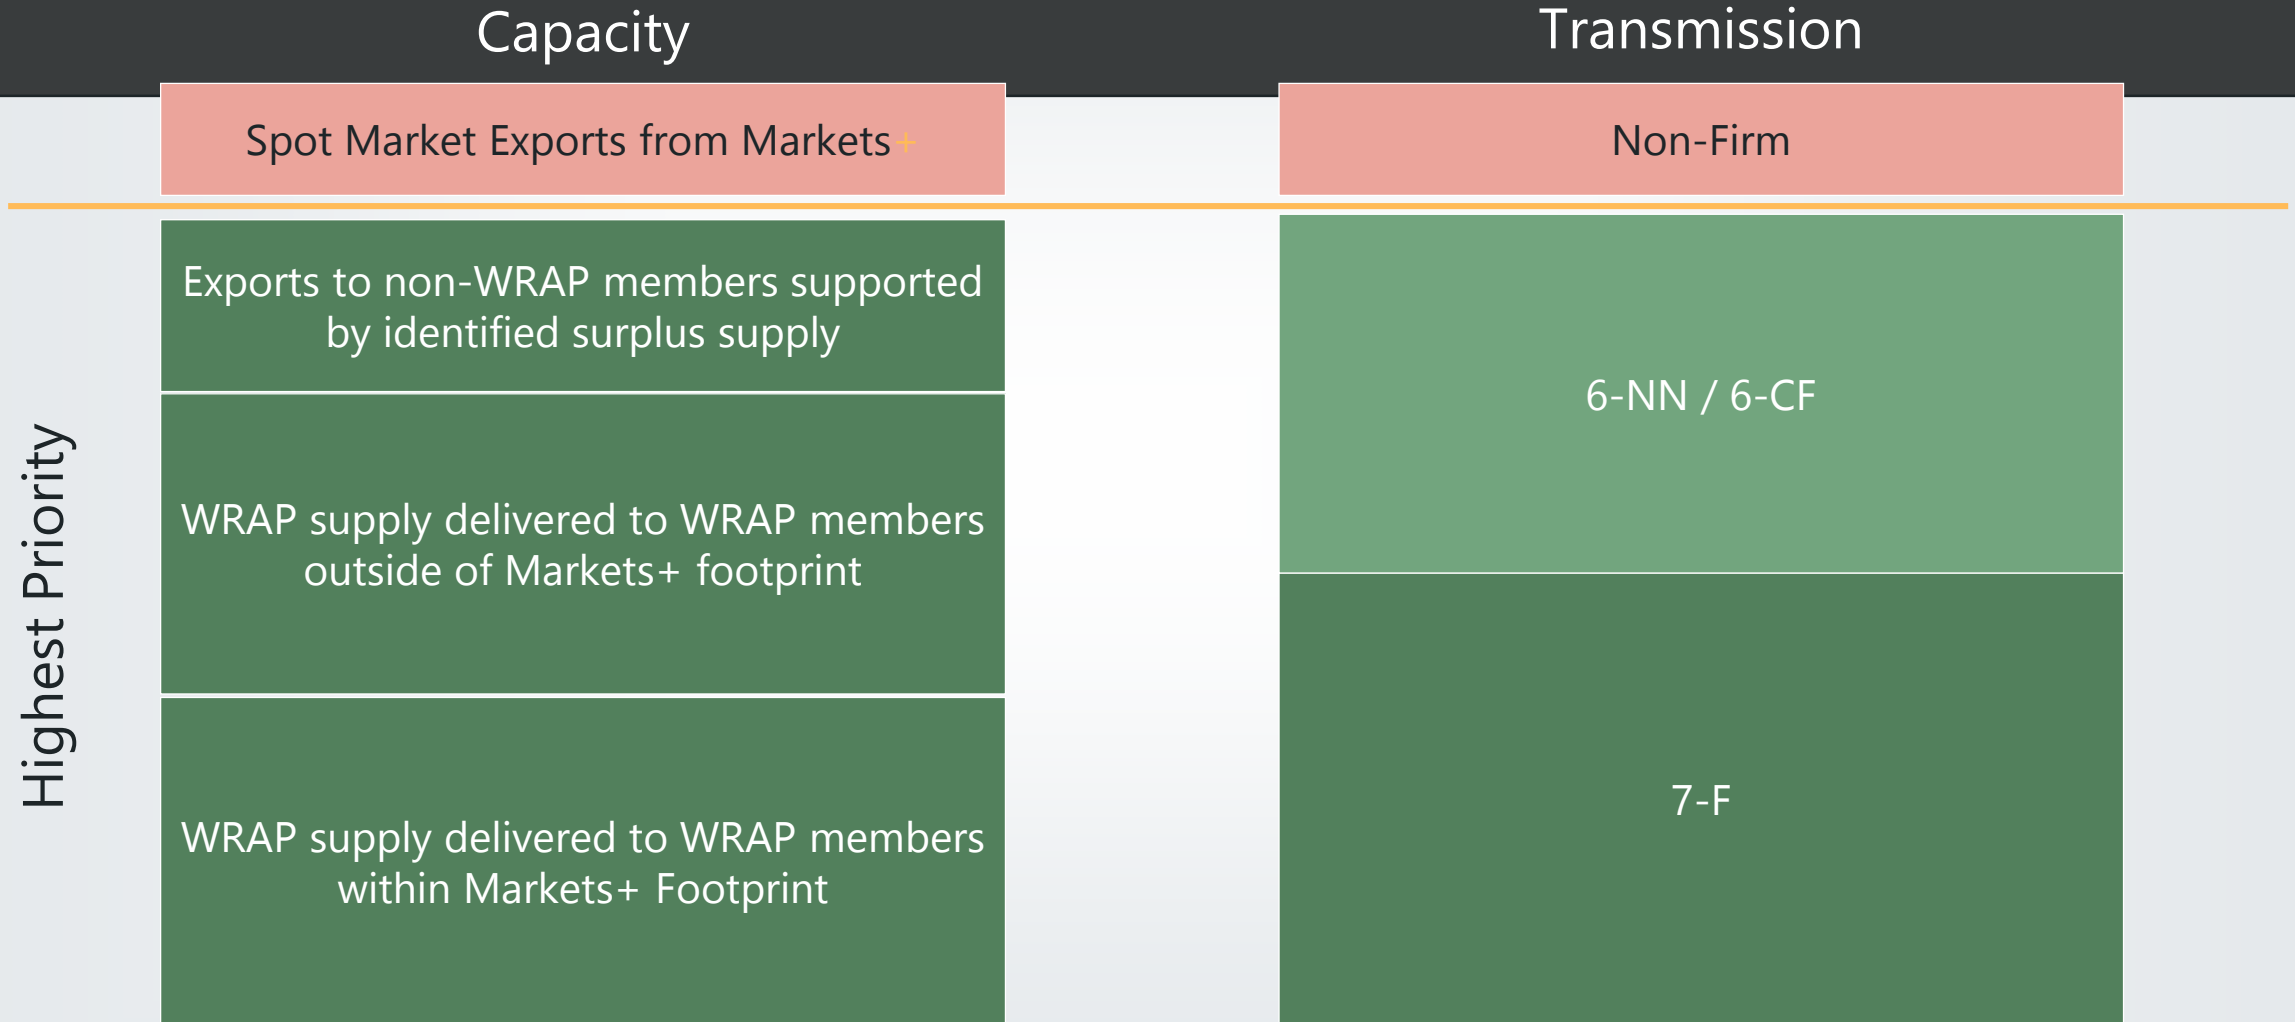 Capacity
Transmission
Spot Market Exports from Markets+
Non-Firm
Exports to non-WRAP members supported
by identified surplus supply
6-NN / 6-CF
WRAP supply delivered to WRAP members
outside of Markets+ footprint
Highest Priority
7-F
WRAP supply delivered to WRAP members
within Markets+ Footprint